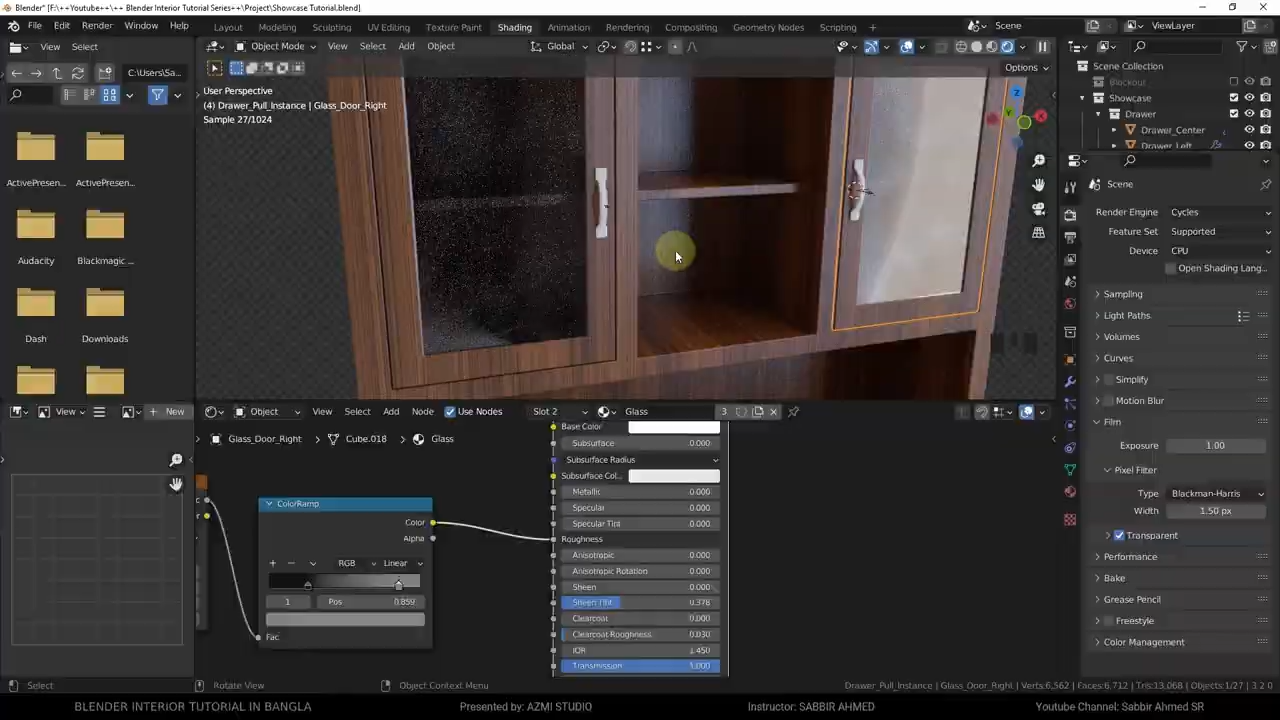 Blender* [F:\++Youtube\++ Blender Interior Tutorial Series++\Project\Showcase Tutorial.blend]
File Edit Render Window Help Layout Modeling Sculpting UV Editing Texture Paint Shading Animation Rendering Compositing Geometry Nodes Scripting Scene ViewLayer
View Select Object Mode View Select Add Object Global
C:\Users\Sa... Options
User Perspective
(4) Drawer_Pull_Instance | Glass_Door_Right
Sample 27/1024
Scene Collection
Blockout
Showcase
Drawer
Drawer_Center
Drawer_Left
ActivePresen... ActivePresen...
Audacity Blackmagic ...
Dash Downloads
Z
X
Y
Scene
Render Engine Cycles
Feature Set Supported
Device CPU
Open Shading Lang...
Sampling
Light Paths
Volumes
Curves
Simplify
Motion Blur
Film
Exposure 1.00
Pixel Filter
Type Blackman-Harris
Width 1.50 px
Transparent
Performance
Bake
Grease Pencil
Freestyle
Color Management
View New Object View Select Add Node Use Nodes Slot 2 Glass 3
Glass_Door_Right Cube.018 Glass
Base Color
Subsurface 0.000
Subsurface Radius
Subsurface Col...
Metallic 0.000
Specular 0.000
Specular Tint 0.000
Roughness
Anisotropic 0.000
Anisotropic Rotation 0.000
Sheen 0.000
Sheen Tint 0.378
Clearcoat 0.000
Clearcoat Roughness 0.030
IOR 1.450
Transmission 1.000
ColorRamp
Color
Alpha
RGB Linear
1 Pos 0.859
Fac
Select Rotate View Object Context Menu Drawer_Pull_Instance | Glass_Door_Right | Verts:6,562 | Faces:6,712 | Tris:13,068 | Objects:1/27 | 3.2.0
BLENDER INTERIOR TUTORIAL IN BANGLA Presented by: AZMI STUDIO Instructor: SABBIR AHMED Youtube Channel: Sabbir Ahmed SR